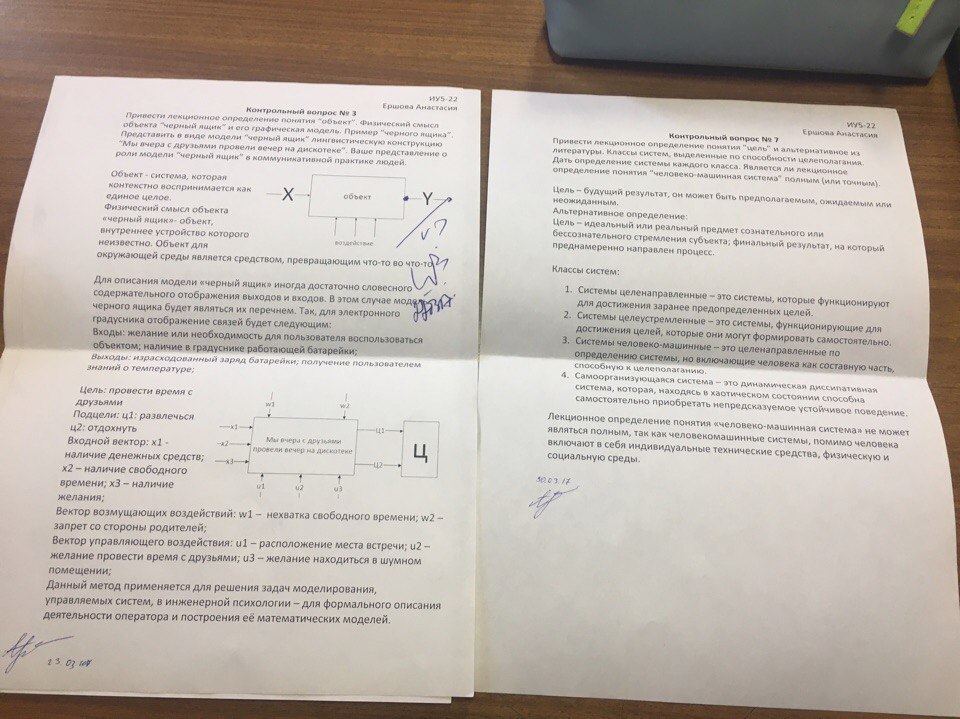 ИУ5-22
Ершова Анастасия
Контрольный вопрос № 3
Привести лекционное определение понятия "объект". Физический смысл
объекта "черный ящик" и его графическая модель. Пример "черного ящика".
Представить в виде модели "черный ящик" лингвистическую конструкцию
"Мы вчера с друзьями провели вечер на дискотеке". Ваше представление о
роли модели "черный ящик" в коммуникативной практике людей.
Объект - система, которая
контекстно воспринимается как
единое целое.
Физический смысл объекта
«черный ящик»- объект,
внутреннее устройство которого
неизвестно. Объект для
окружающей среды является средством, превращающим что-то во что-то.
X
объект
Y
воздействие
Для описания модели «черный ящик» иногда достаточно словесного
содержательного отображения выходов и входов. В этом случае модель
черного ящика будет являться их перечнем. Так, для электронного
градусника отображение связей будет следующим:
Входы: желание или необходимость для пользователя воспользоваться
объектом; наличие в градуснике работающей батарейки;
Выходы: израсходованный заряд батарейки; получение пользователем
знаний о температуре;
Цель: провести время с
друзьями
Подцели: ц1: развлечься
ц2: отдохнуть
Входной вектор: x1 -
наличие денежных средств;
x2 – наличие свободного
времени; x3 – наличие
желания;
w1
w2
x1
x2
x3
Мы вчера с друзьями
провели вечер на дискотеке
Ц1
Ц2
Ц
u1
u2
u3
Вектор возмущающих воздействий: w1 – нехватка свободного времени; w2 –
запрет со стороны родителей;
Вектор управляющего воздействия: u1 – расположение места встречи; u2 –
желание провести время с друзьями; u3 – желание находиться в шумном
помещении;
Данный метод применяется для решения задач моделирования,
управляемых систем, в инженерной психологии – для формального описания
деятельности оператора и построения её математических моделей.
ИУ5-22
Ершова Анастасия
Контрольный вопрос № 7
Привести лекционное определение понятия "цель" и альтернативное из
литературы. Классы систем, выделенные по способности целеполагания.
Дать определение системы каждого класса. Является ли лекционное
определение понятия "человеко-машинная система" полным (или точным).
Цель – будущий результат, он может быть предполагаемым, ожидаемым или
неожиданным.
Альтернативное определение:
Цель – идеальный или реальный предмет сознательного или
бессознательного стремления субъекта; финальный результат, на который
преднамеренно направлен процесс.
Классы систем:
1. Системы целенаправленные – это системы, которые функционируют
для достижения заранее предопределенных целей.
2. Системы целеустремленные – это системы, функционирующие для
достижения целей, которые они могут формировать самостоятельно.
3. Системы человеко-машинные – это целенаправленные по
определению системы, но включающие человека как составную часть,
способную к целеполаганию.
4. Самоорганизующаяся система – это динамическая диссипативная
система, которая, находясь в хаотическом состоянии способна
самостоятельно приобретать непредсказуемое устойчивое поведение.
Лекционное определение понятия «человеко-машинная система» не может
являться полным, так как человекомашинные системы, помимо человека
включают в себя индивидуальные технические средства, физическую и
социальную среды.
30.03.17